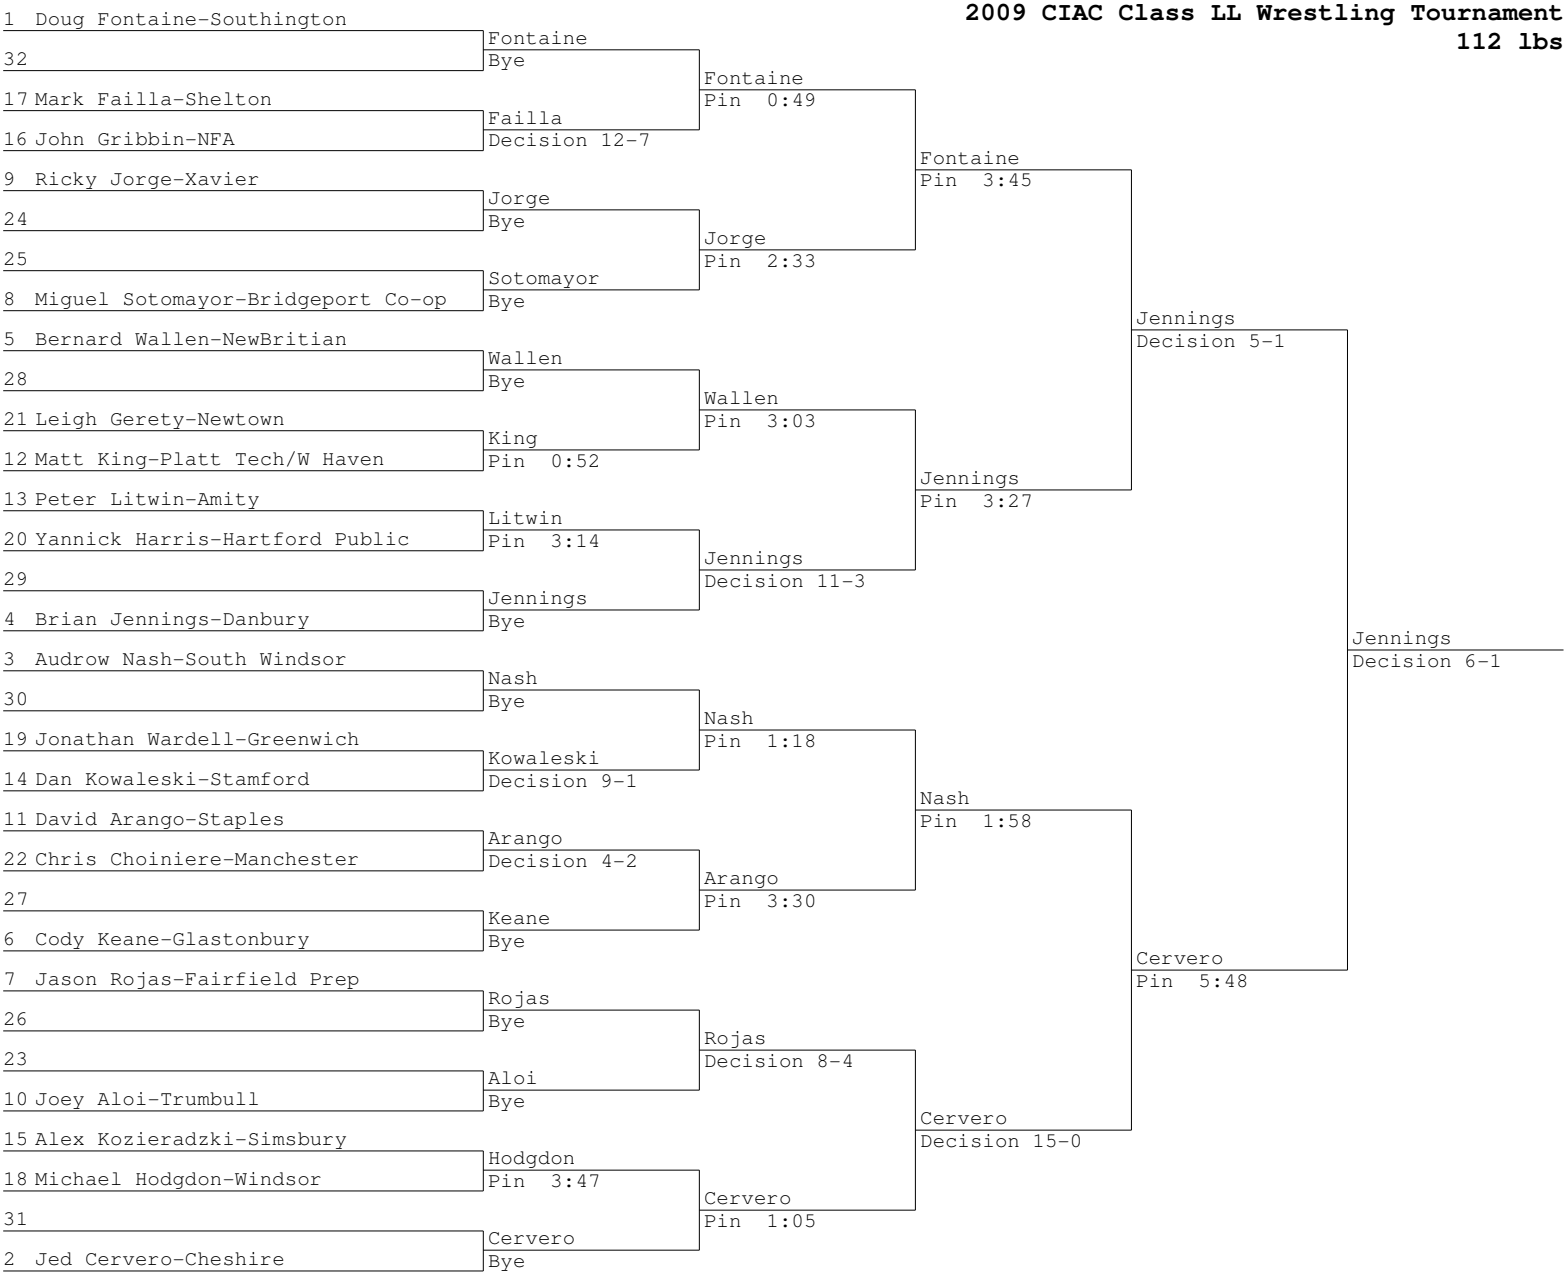 2009 CIAC Class LL Wrestling Tournament
112 lbs
1 Doug Fontaine-Southington
32
17 Mark Failla-Shelton
16 John Gribbin-NFA
9 Ricky Jorge-Xavier
24
25
8 Miguel Sotomayor-Bridgeport Co-op
5 Bernard Wallen-NewBritian
28
21 Leigh Gerety-Newtown
12 Matt King-Platt Tech/W Haven
13 Peter Litwin-Amity
20 Yannick Harris-Hartford Public
29
4 Brian Jennings-Danbury
3 Audrow Nash-South Windsor
30
19 Jonathan Wardell-Greenwich
14 Dan Kowaleski-Stamford
11 David Arango-Staples
22 Chris Choiniere-Manchester
27
6 Cody Keane-Glastonbury
7 Jason Rojas-Fairfield Prep
26
23
10 Joey Aloi-Trumbull
15 Alex Kozieradzki-Simsbury
18 Michael Hodgdon-Windsor
31
2 Jed Cervero-Cheshire
Fontaine
Bye
Failla
Decision 12-7
Jorge
Bye
Sotomayor
Bye
Wallen
Bye
King
Pin 0:52
Litwin
Pin 3:14
Jennings
Bye
Nash
Bye
Kowaleski
Decision 9-1
Arango
Decision 4-2
Keane
Bye
Rojas
Bye
Aloi
Bye
Hodgdon
Pin 3:47
Cervero
Bye
Fontaine
Pin 0:49
Jorge
Pin 2:33
Wallen
Pin 3:03
Jennings
Decision 11-3
Nash
Pin 1:18
Arango
Pin 3:30
Rojas
Decision 8-4
Cervero
Pin 1:05
Fontaine
Pin 3:45
Jennings
Pin 3:27
Nash
Pin 1:58
Cervero
Decision 15-0
Jennings
Decision 5-1
Cervero
Pin 5:48
Jennings
Decision 6-1